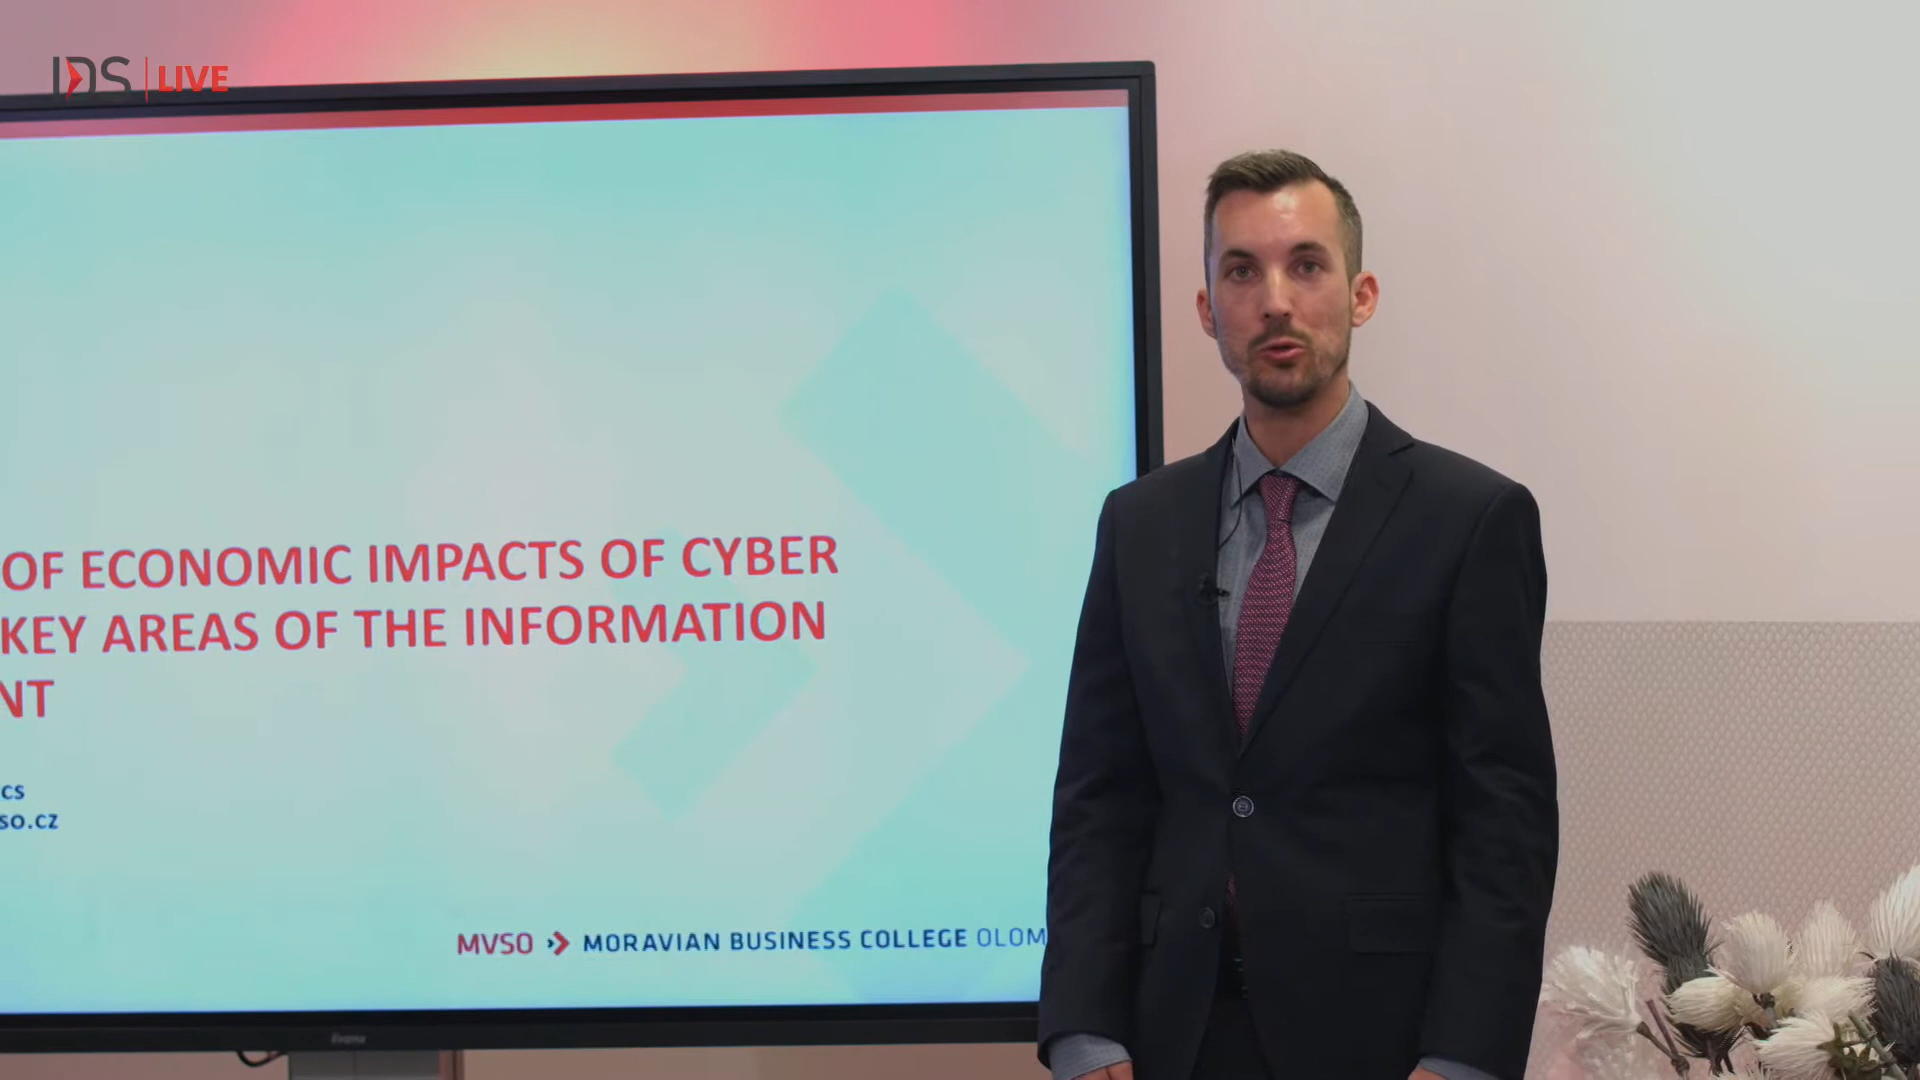 IDS LIVE
OF ECONOMIC IMPACTS OF CYBER
KEY AREAS OF THE INFORMATION
NT
cs
so.cz
MVSO MORAVIAN BUSINESS COLLEGE OLOM